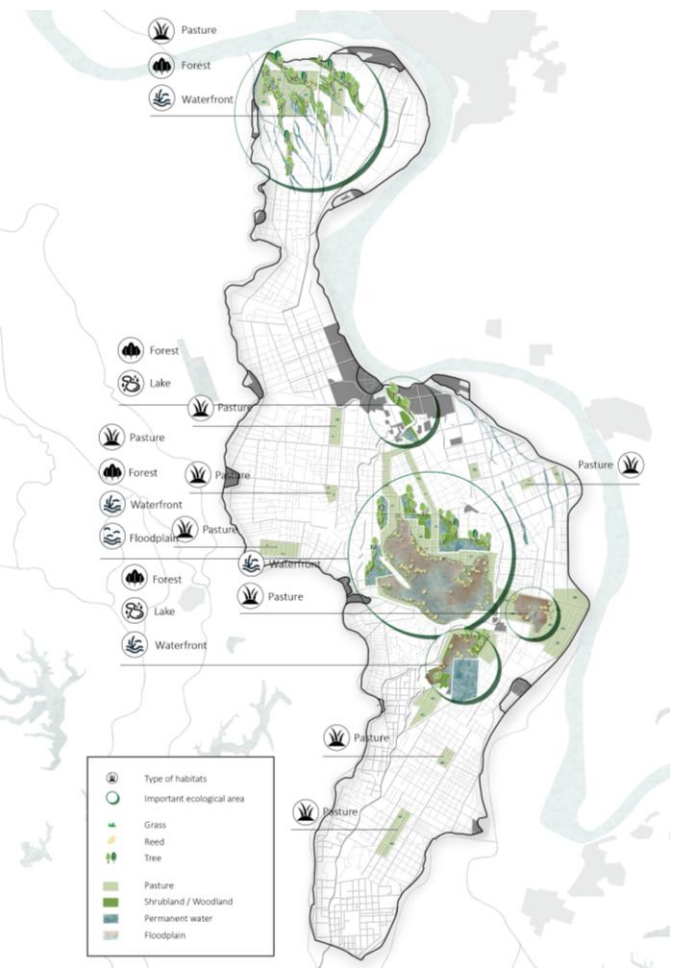 Pasture
Forest
Waterfront
Forest
Lake
Pasture
Pasture
Forest
Pasture
Waterfront
Pasture
Floodplain
Pasture
Waterfront
Forest
Pasture
Lake
Waterfront
Pasture
Pasture
Type of habitats
Important ecological area
Grass
Reed
Tree
Pasture
Shrubland / Woodland
Permanent water
Floodplain